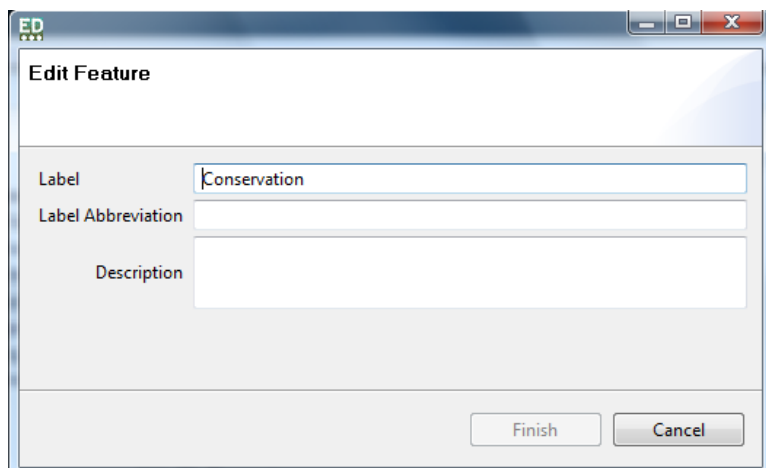 ED
Edit Feature
Label
Conservation
Label Abbreviation
Description
Finish
Cancel